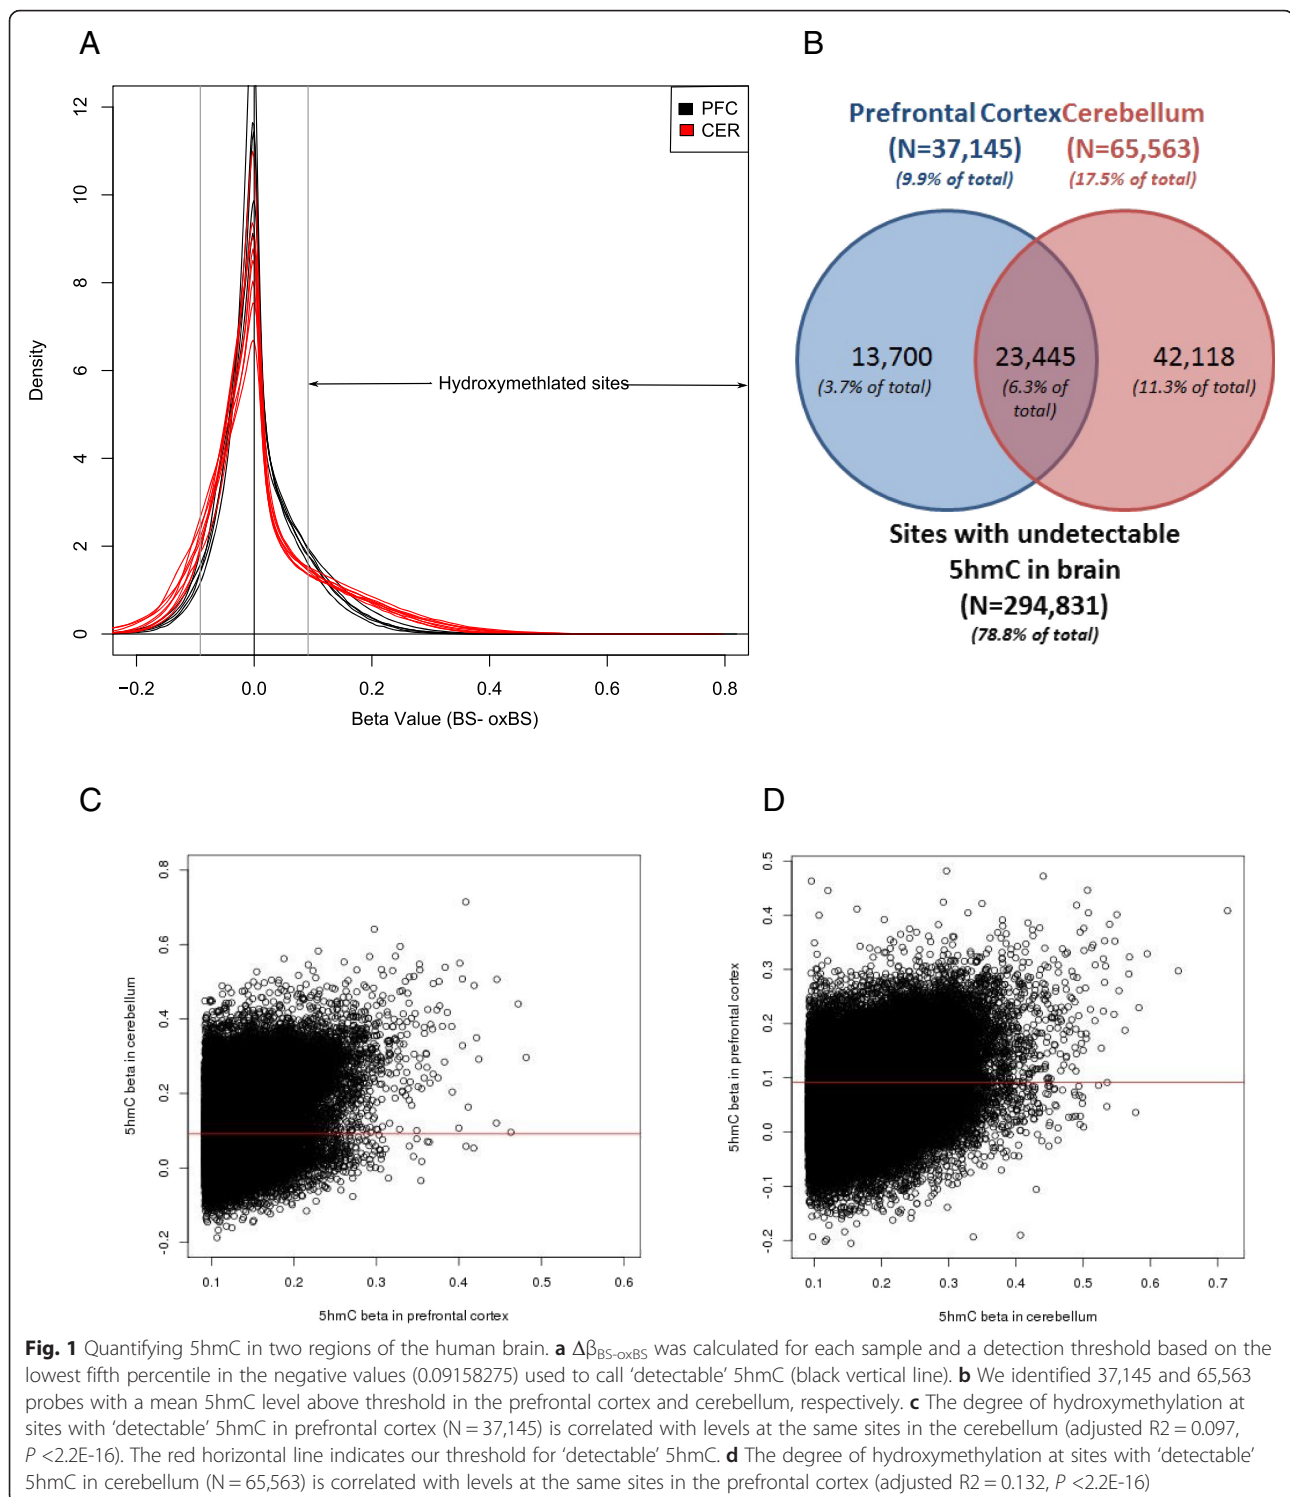 A
12
10
8
6
4
2
0
Density
PFC
CER
Hydroxymethlated sites
−0.2 0.0 0.2 0.4 0.6 0.8
Beta Value (BS- oxBS)
B
Prefrontal Cortex Cerebellum
(N=37,145) (N=65,563)
(9.9% of total) (17.5% of total)
13,700 23,445 42,118
(3.7% of total) (6.3% of (11.3% of total)
total)
Sites with undetectable
5hmC in brain
(N=294,831)
(78.8% of total)
C
0.8
0.6
0.4
0.2
0.0
-0.2
5hmC beta in cerebellum
0.1 0.2 0.3 0.4 0.5 0.6
5hmC beta in prefrontal cortex
D
0.5
0.4
0.3
0.2
0.1
0.0
-0.1
-0.2
5hmC beta in prefrontal cortex
0.1 0.2 0.3 0.4 0.5 0.6 0.7
5hmC beta in cerebellum
Fig. 1 Quantifying 5hmC in two regions of the human brain. a ΔβBS-oxBS was calculated for each sample and a detection threshold based on the
lowest fifth percentile in the negative values (0.09158275) used to call ‘detectable’ 5hmC (black vertical line). b We identified 37,145 and 65,563
probes with a mean 5hmC level above threshold in the prefrontal cortex and cerebellum, respectively. c The degree of hydroxymethylation at
sites with ‘detectable’ 5hmC in prefrontal cortex (N = 37,145) is correlated with levels at the same sites in the cerebellum (adjusted R2 = 0.097,
P <2.2E-16). The red horizontal line indicates our threshold for ‘detectable’ 5hmC. d The degree of hydroxymethylation at sites with ‘detectable’
5hmC in cerebellum (N = 65,563) is correlated with levels at the same sites in the prefrontal cortex (adjusted R2 = 0.132, P <2.2E-16)